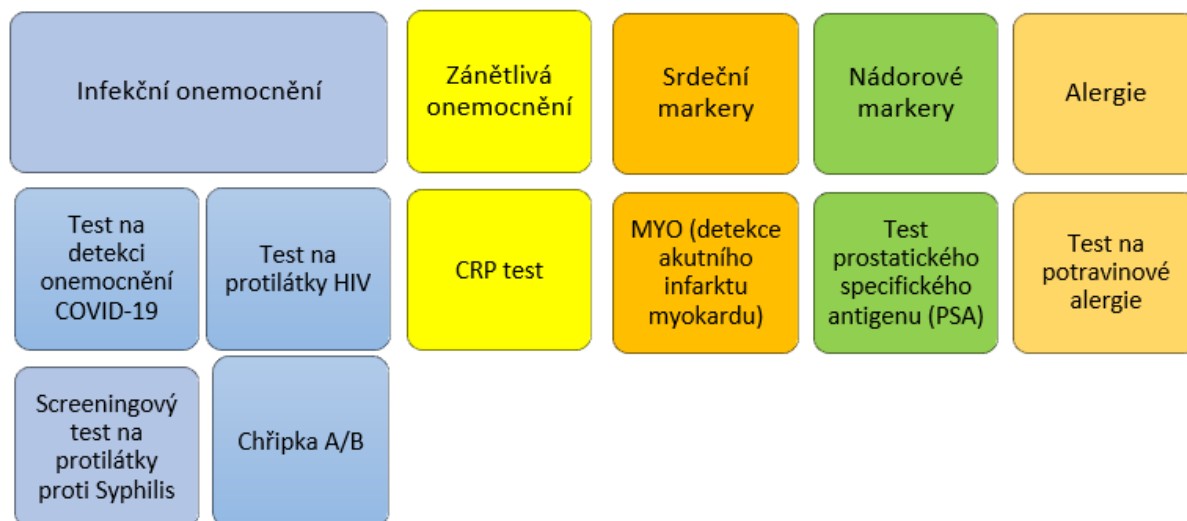 Infekční onemocnění
Zánětlivá
onemocnění
Srdeční
markery
Nádorové
markery
Alergie
Test na
detekci
onemocnění
COVID-19
Test na
protilátky HIV
CRP test
MYO (detekce
akutního
infarktu
myokardu)
Test
prostatického
specifického
antigenu (PSA)
Test na
potravinové
alergie
Screeningový
test na
protilátky
proti Syphilis
Chřipka A/B